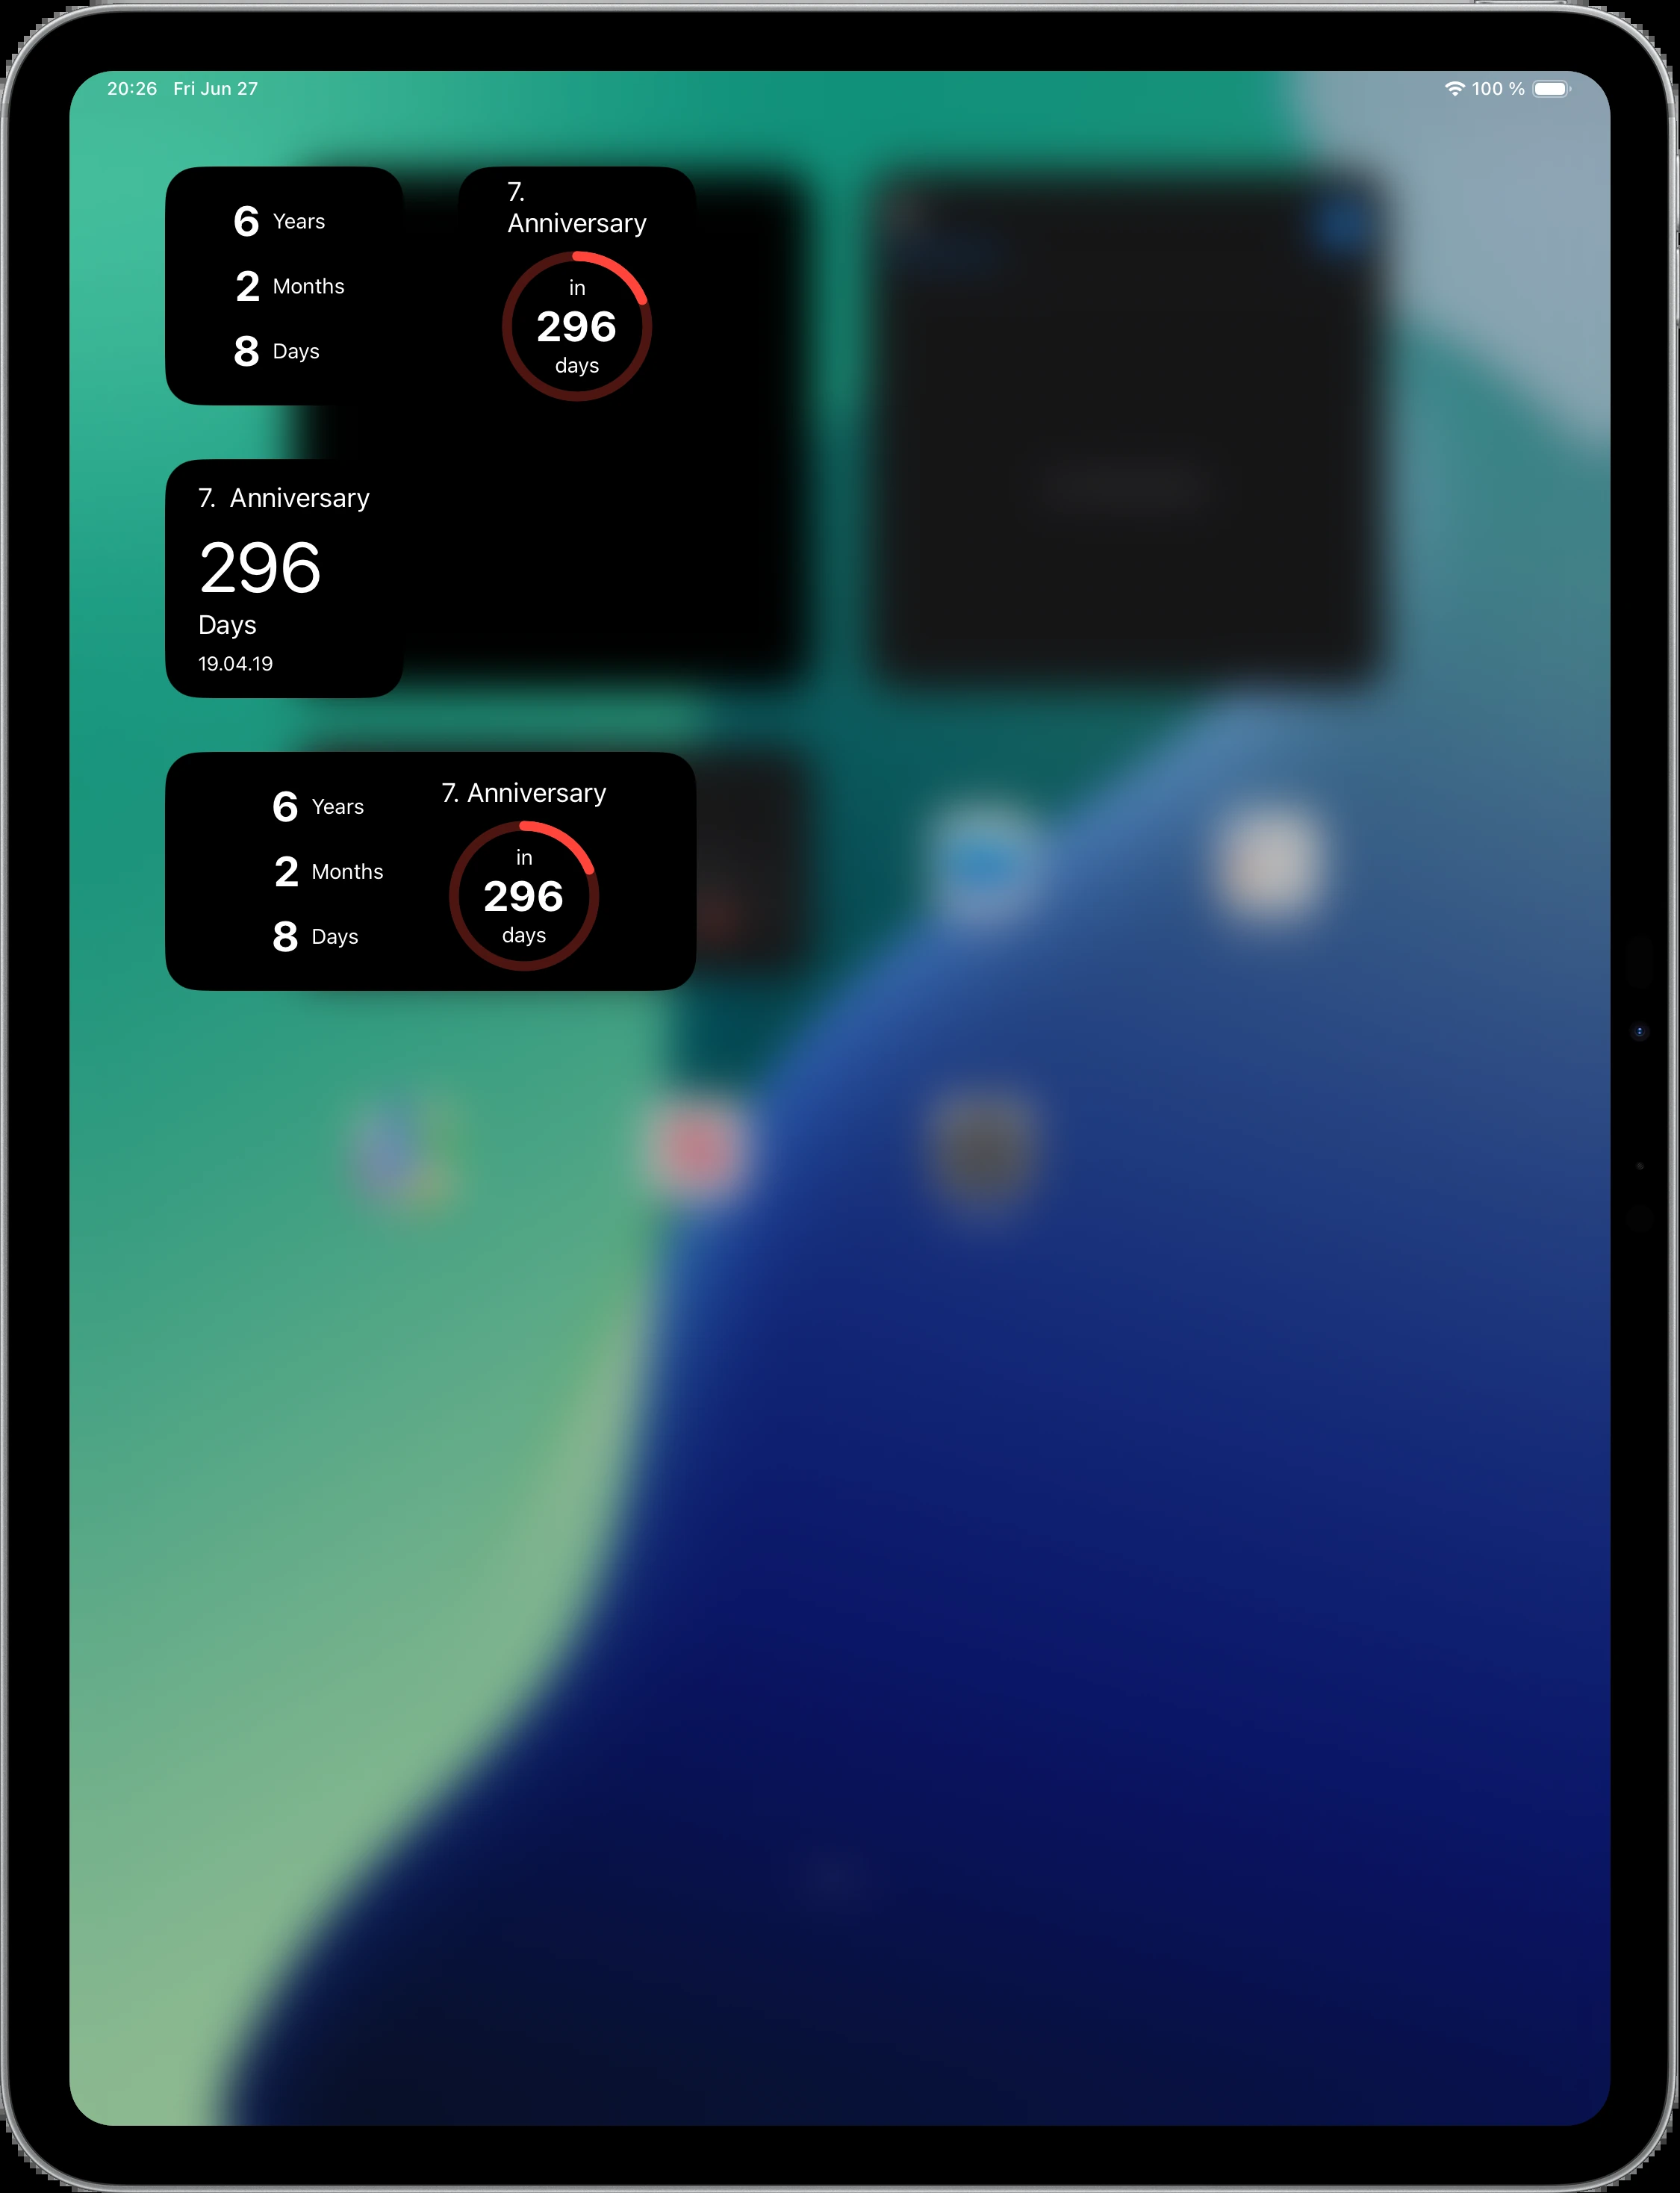 20:26 Fri Jun 27
100 %
6 Years
2 Months
8 Days
7.
Anniversary
in
296
days
7. Anniversary
296
Days
19.04.19
6 Years
2 Months
8 Days
7. Anniversary
in
296
days